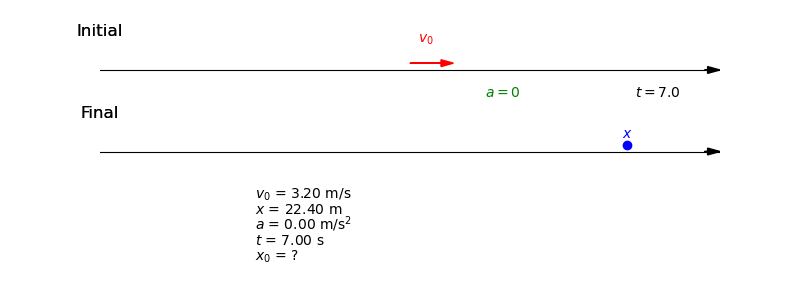 Initial
v₀
a = 0
t = 7.0
Final
x
v₀ = 3.20 m/s
x = 22.40 m
a = 0.00 m/s²
t = 7.00 s
x₀ = ?